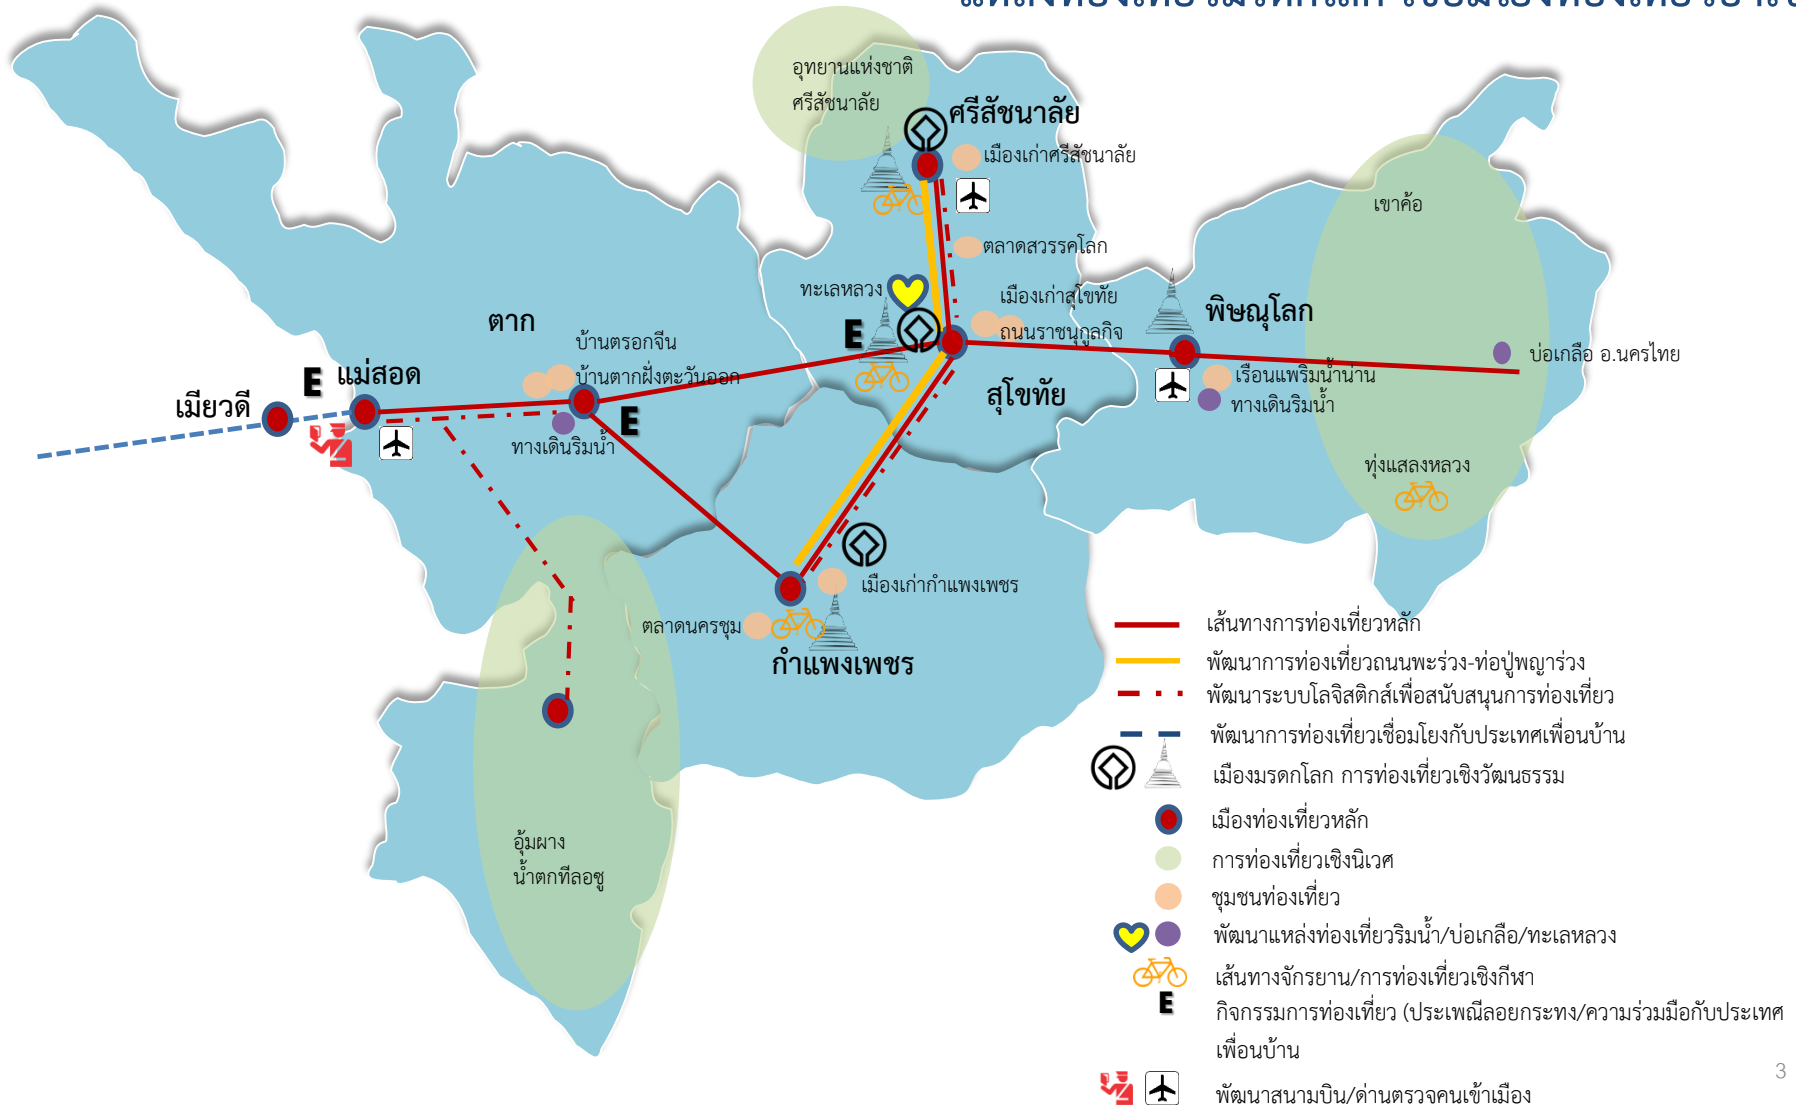 อุทยานแห่งชาติ
ศรีสัชนาลัย
ศรีสัชนาลัย
เมืองเก่าศรีสัชนาลัย
เขาค้อ
ตลาดสวรรคโลก
ทะเลหลวง
เมืองเก่าสุโขทัย
ถนนราชนุกูลกิจ
E
พิษณุโลก
ตาก
บ้านตรอกจีน
บ้านตากฝั่งตะวันออก
บ่อเกลือ อ.นครไทย
E
แม่สอด
เมียวดี
สุโขทัย
เรือนแพริมน้ำน่าน
ทางเดินริมน้ำ
E
ทางเดินริมน้ำ
ทุ่งแสลงหลวง
เมืองเก่ากำแพงเพชร
ตลาดนครชุม
กำแพงเพชร
อุ้มผาง
น้ำตกทีลอซู
เส้นทางการท่องเที่ยวหลัก
พัฒนาการท่องเที่ยวถนนพะร่วง-ท่อปู่พญาร่วง
พัฒนาระบบโลจิสติกส์เพื่อสนับสนุนการท่องเที่ยว
พัฒนาการท่องเที่ยวเชื่อมโยงกับประเทศเพื่อนบ้าน
เมืองมรดกโลก การท่องเที่ยวเชิงวัฒนธรรม
เมืองท่องเที่ยวหลัก
การท่องเที่ยวเชิงนิเวศ
ชุมชนท่องเที่ยว
พัฒนาแหล่งท่องเที่ยวริมน้ำ/บ่อเกลือ/ทะเลหลวง
เส้นทางจักรยาน/การท่องเที่ยวเชิงกีฬา
E กิจกรรมการท่องเที่ยว (ประเพณีลอยกระทง/ความร่วมมือกับประเทศ
เพื่อนบ้าน
พัฒนาสนามบิน/ด่านตรวจคนเข้าเมือง
3